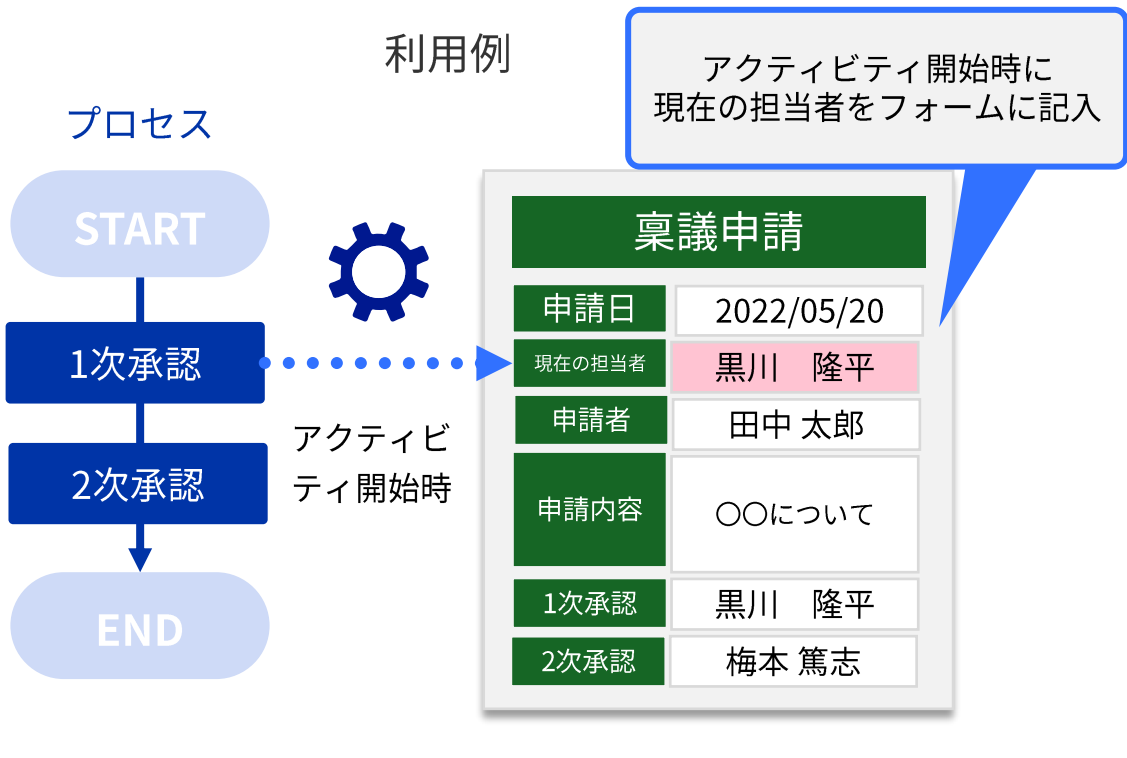 利用例
アクティビティ開始時に
現在の担当者をフォームに記入
プロセス
START
1次承認
2次承認
END
アクティビ
ティ開始時
稟議申請
申請日
2022/05/20
現在の担当者
黒川　隆平
申請者
田中 太郎
申請内容
〇〇について
1次承認
黒川　隆平
2次承認
梅本 篤志